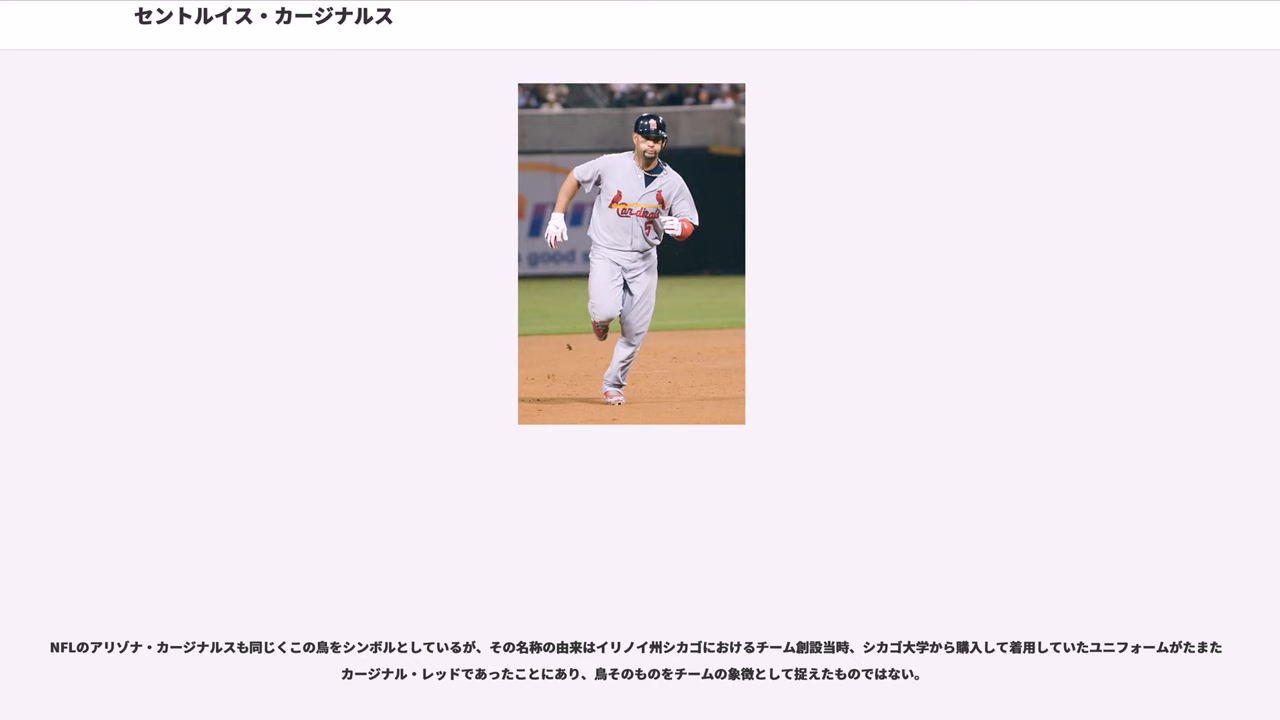 セントルイス・カージナルス
Cardinals
5
good
NFLのアリゾナ・カージナルスも同じくこの鳥をシンボルとしているが、その名称の由来はイリノイ州シカゴにおけるチーム創設当時、シカゴ大学から購入して着用していたユニフォームがたまた
カージナル・レッドであったことにあり、鳥そのものをチームの象徴として捉えたものではない。